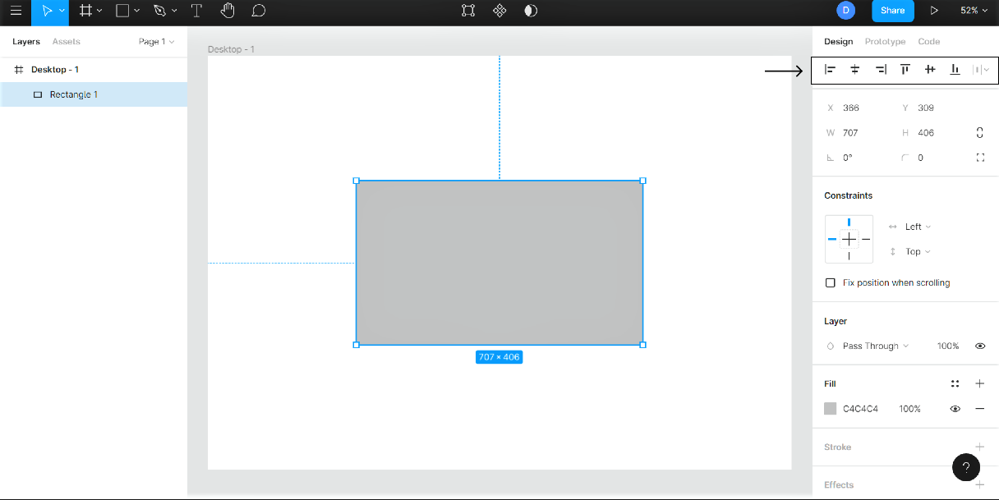 D Share 52%
Layers Assets Page 1
Desktop - 1
Rectangle 1
Desktop - 1
707 × 406
Design Prototype Code
X 366 Y 309
W 707 H 406
0° 0
Constraints
Left
Top
Fix position when scrolling
Layer
Pass Through 100%
Fill
C4C4C4 100%
Stroke
?
Effects